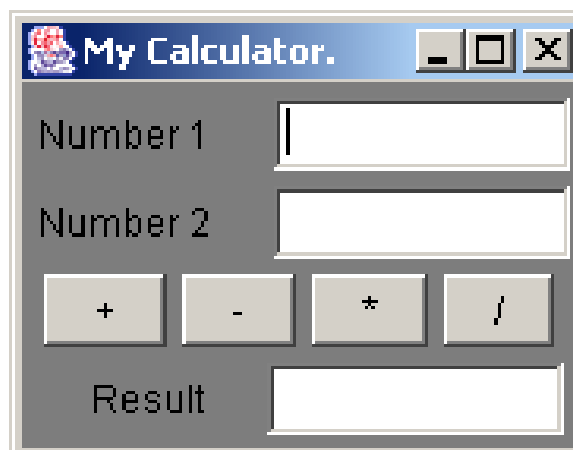 My Calculator.
Number 1
Number 2
+ - * /
Result